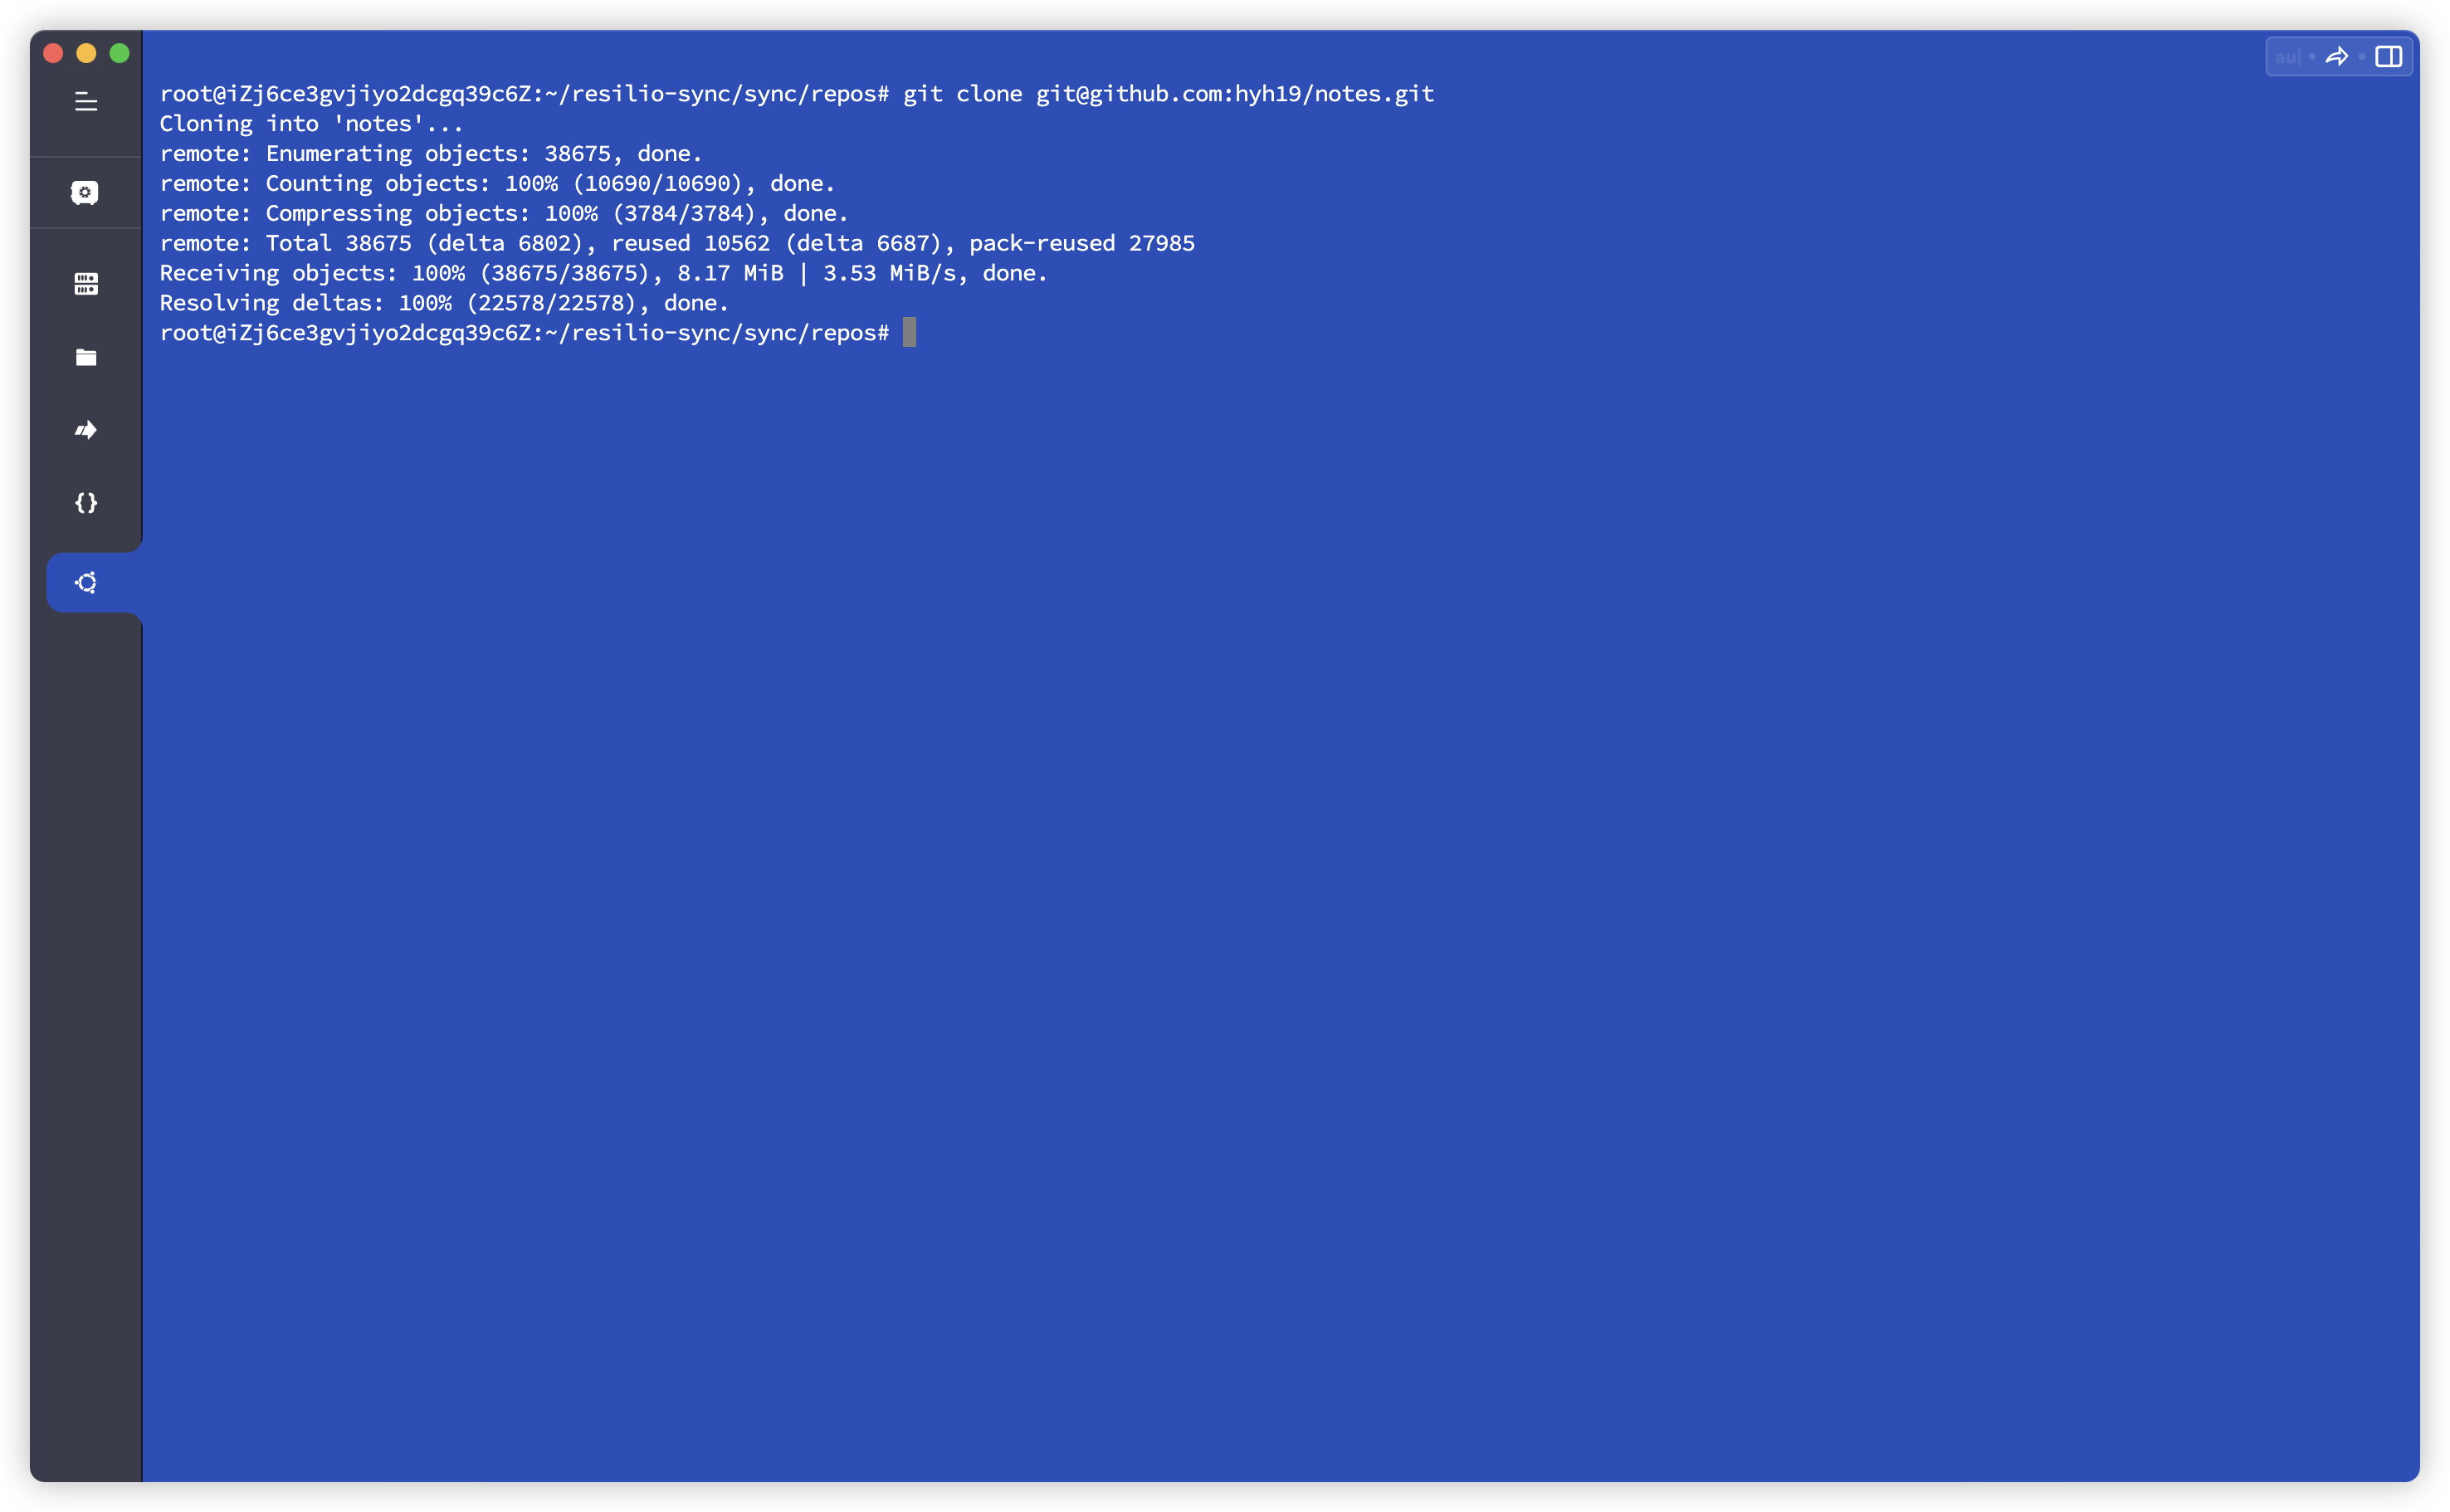 au|
root@iZj6ce3gvjiyo2dcgq39c6Z:~/resilio-sync/sync/repos# git clone git@github.com:hyh19/notes.git
Cloning into 'notes'...
remote: Enumerating objects: 38675, done.
remote: Counting objects: 100% (10690/10690), done.
remote: Compressing objects: 100% (3784/3784), done.
remote: Total 38675 (delta 6802), reused 10562 (delta 6687), pack-reused 27985
Receiving objects: 100% (38675/38675), 8.17 MiB | 3.53 MiB/s, done.
Resolving deltas: 100% (22578/22578), done.
root@iZj6ce3gvjiyo2dcgq39c6Z:~/resilio-sync/sync/repos#